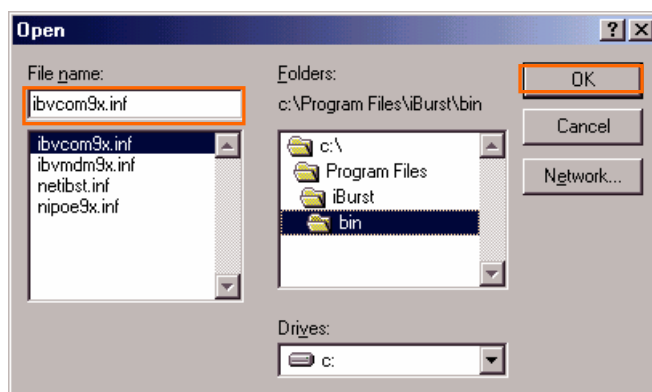 Open
File name:
ibvcom9x.inf
ibvcom9x.inf
ibvmdm9x.inf
netibst.inf
nipoe9x.inf
Folders:
c:\Program Files\iBurst\bin
c:\
Program Files
iBurst
bin
Drives:
c:
OK
Cancel
Network...